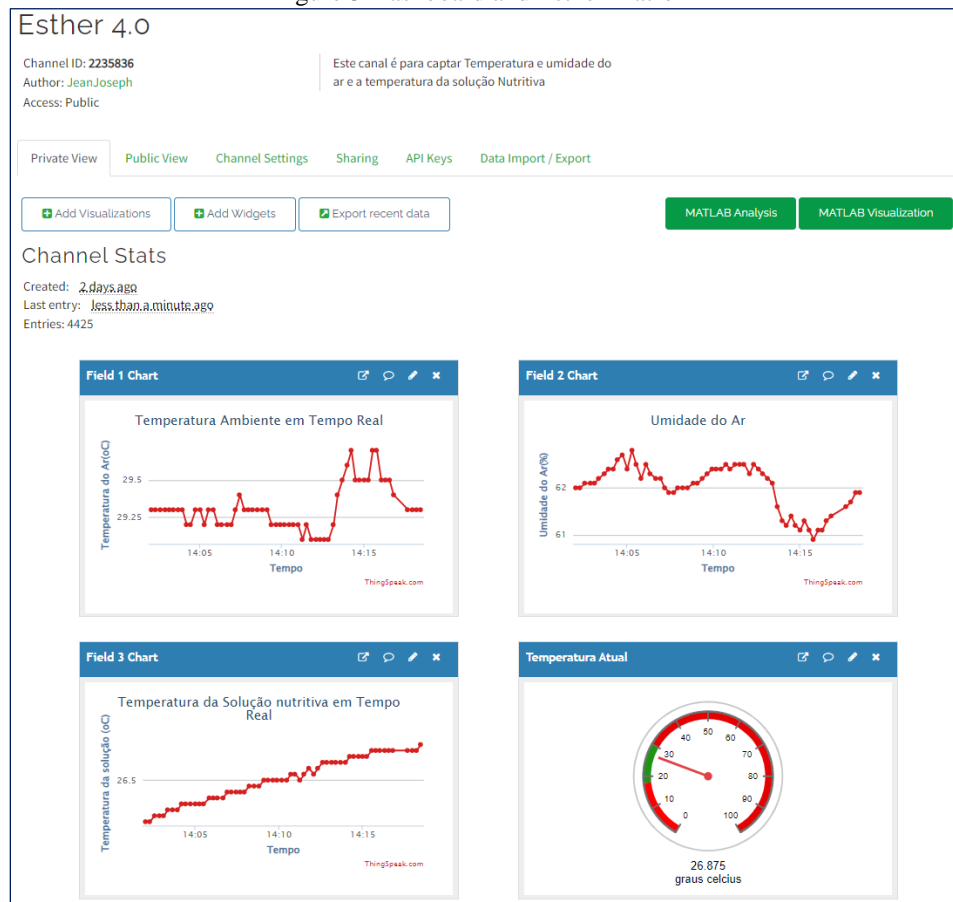 Esther 4.0
Channel ID: 2235836
Author: JeanJoseph
Access: Public
Este canal é para captar Temperatura e umidade do
ar e a temperatura da solução Nutritiva
Private View
Public View
Channel Settings
Sharing
API Keys
Data Import / Export
Add Visualizations
Add Widgets
Export recent data
MATLAB Analysis
MATLAB Visualization
Channel Stats
Created: 2 days ago
Last entry: less than a minute ago
Entries: 4425
Field 1 Chart
Temperatura Ambiente em Tempo Real
Temperatura do Ar(oC)
29.5
29.25
14:05
14:10
14:15
Tempo
ThingSpeak.com
Field 2 Chart
Umidade do Ar
Umidade do Ar(%)
62
61
14:05
14:10
14:15
Tempo
ThingSpeak.com
Field 3 Chart
Temperatura da Solução nutritiva em Tempo
Real
Temperatura da solução (oC)
26.5
14:05
14:10
14:15
Tempo
ThingSpeak.com
Temperatura Atual
0
10
20
30
40
50
60
70
80
90
100
26.875
graus celcius